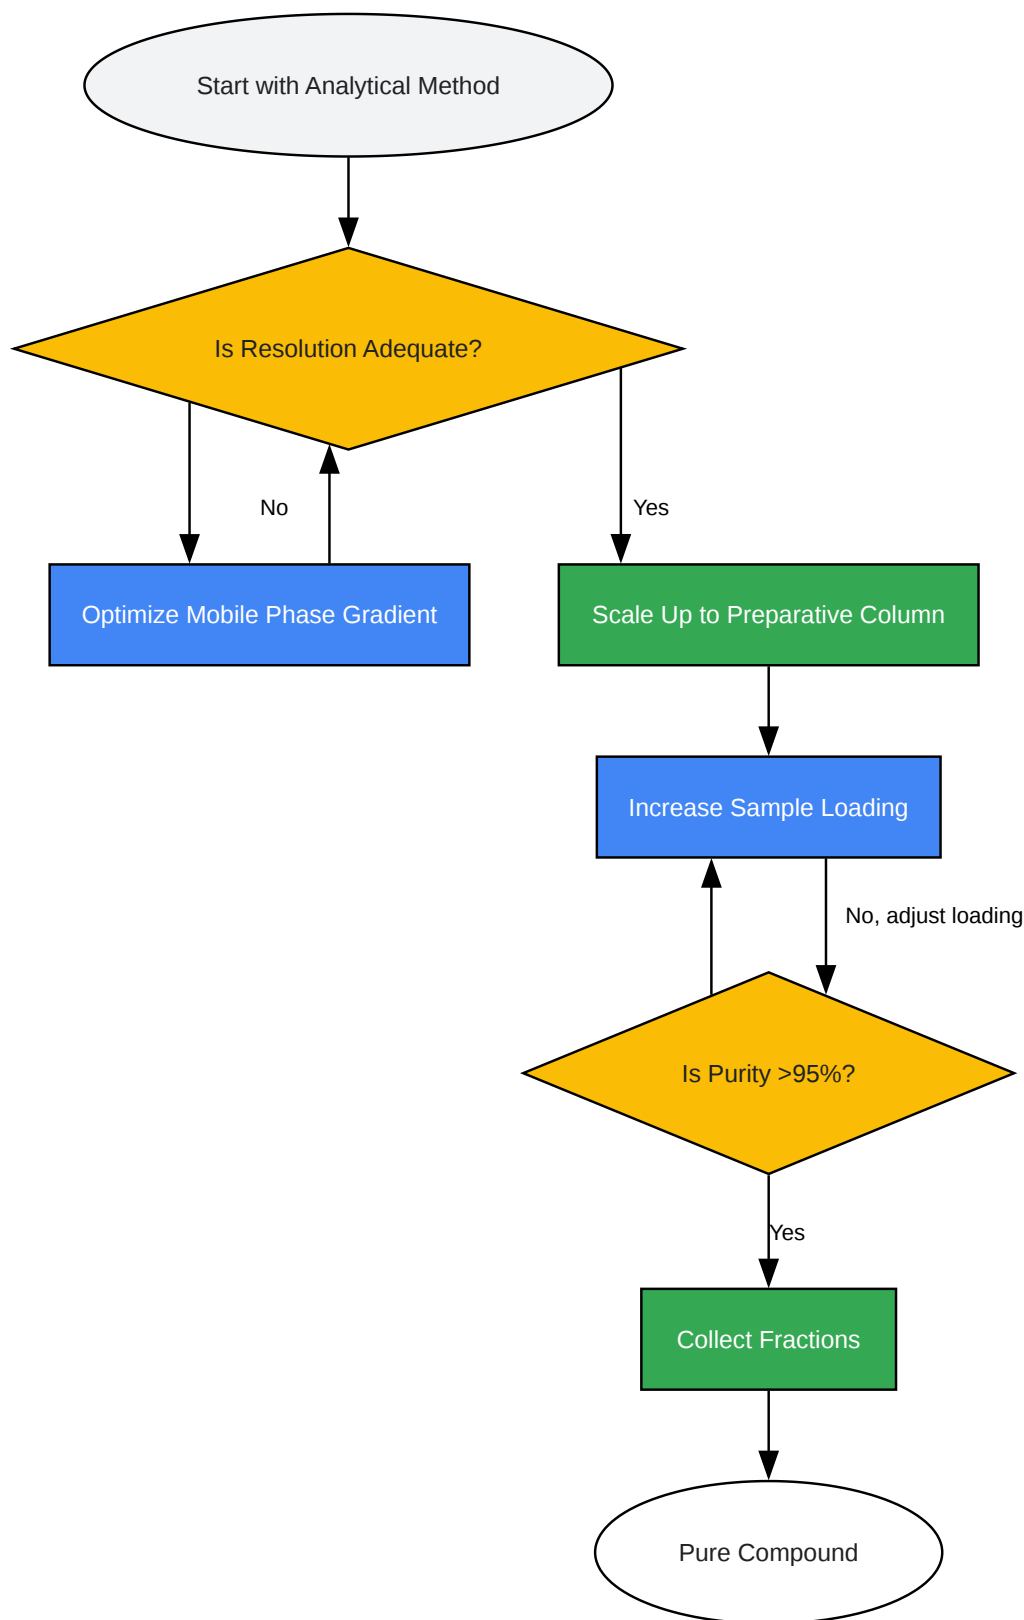 Start with Analytical Method
Is Resolution Adequate?
No
Yes
Optimize Mobile Phase Gradient
Scale Up to Preparative Column
Increase Sample Loading
No, adjust loading
Is Purity >95%?
Yes
Collect Fractions
Pure Compound